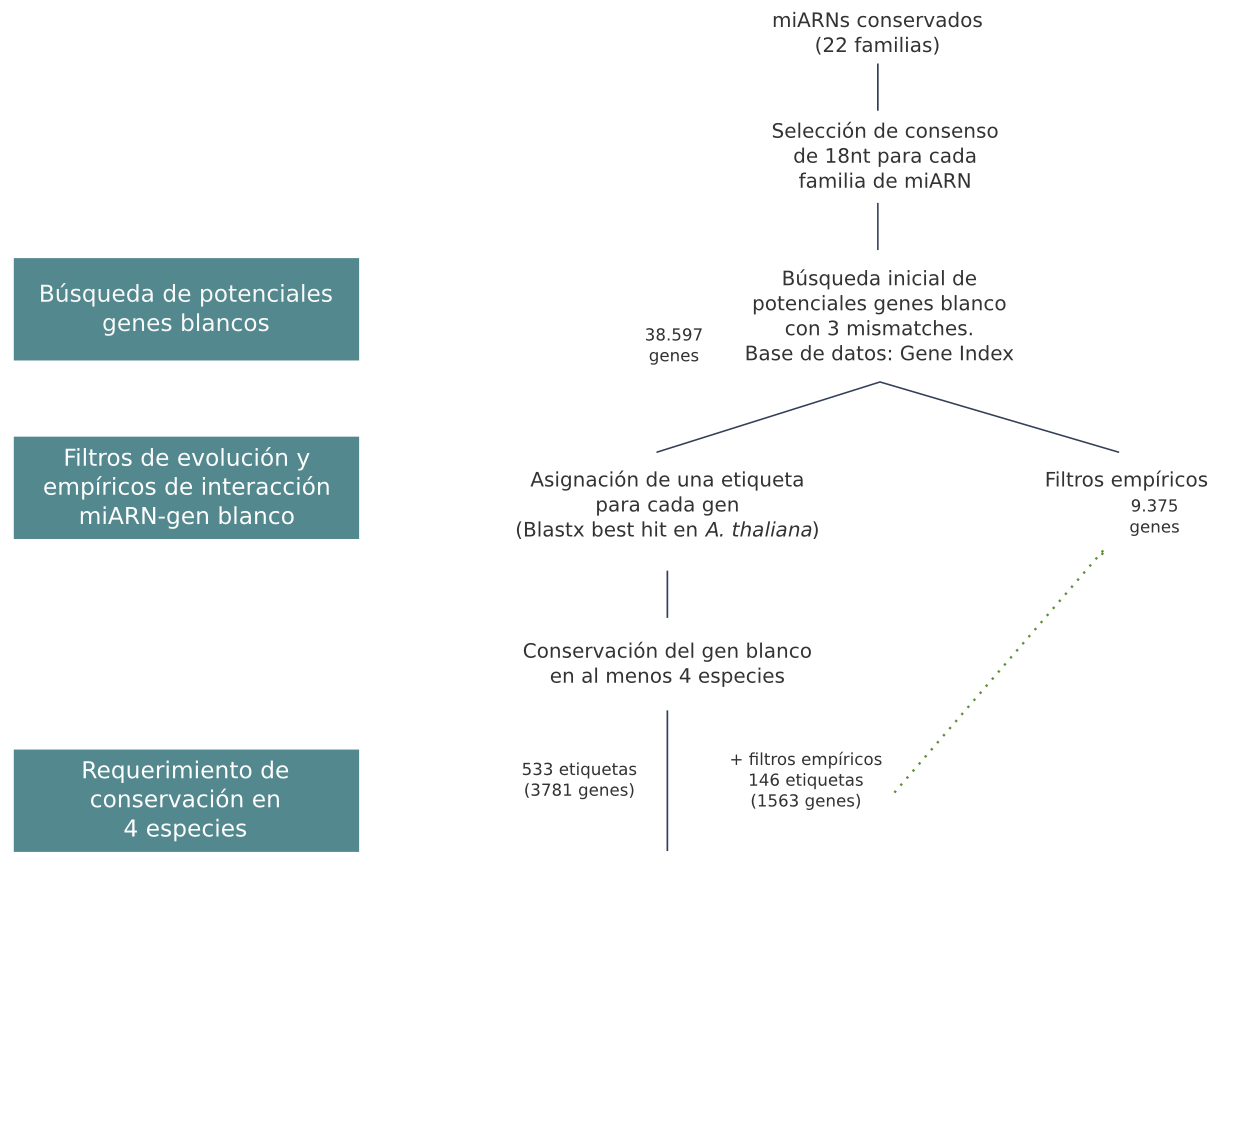 miARNs conservados
(22 familias)
Selección de consenso
de 18nt para cada
familia de miARN
Búsqueda de potenciales
genes blancos
Búsqueda inicial de
potenciales genes blanco
con 3 mismatches.
Base de datos: Gene Index
38.597
genes
Filtros de evolución y
empíricos de interacción
miARN-gen blanco
Asignación de una etiqueta
para cada gen
(Blastx best hit en A. thaliana)
Filtros empíricos
9.375
genes
Conservación del gen blanco
en al menos 4 especies
Requerimiento de
conservación en
4 especies
533 etiquetas
(3781 genes)
+ filtros empíricos
146 etiquetas
(1563 genes)